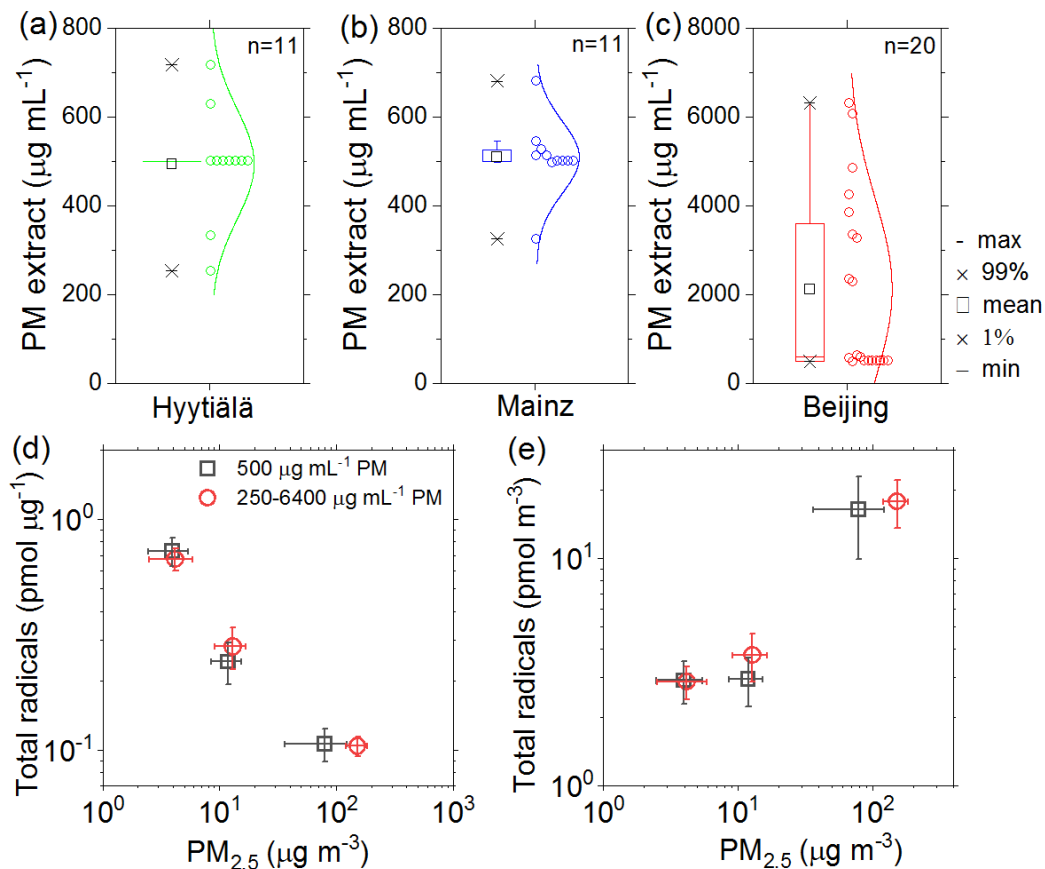 (a)
n=11
PM extract (μg mL⁻¹)
800
600
400
200
0
Hyytiälä
(b)
n=11
PM extract (μg mL⁻¹)
800
600
400
200
0
Mainz
(c)
n=20
PM extract (μg mL⁻¹)
8000
6000
4000
2000
0
Beijing
- max
× 99%
□ mean
× 1%
– min
(d)
500 μg mL⁻¹ PM
250-6400 μg mL⁻¹ PM
Total radicals (pmol μg⁻¹)
10⁰
10⁻¹
10⁰ 10¹ 10² 10³
PM₂.₅ (μg m⁻³)
(e)
Total radicals (pmol m⁻³)
10¹
10⁰
10⁰ 10¹ 10²
PM₂.₅ (μg m⁻³)